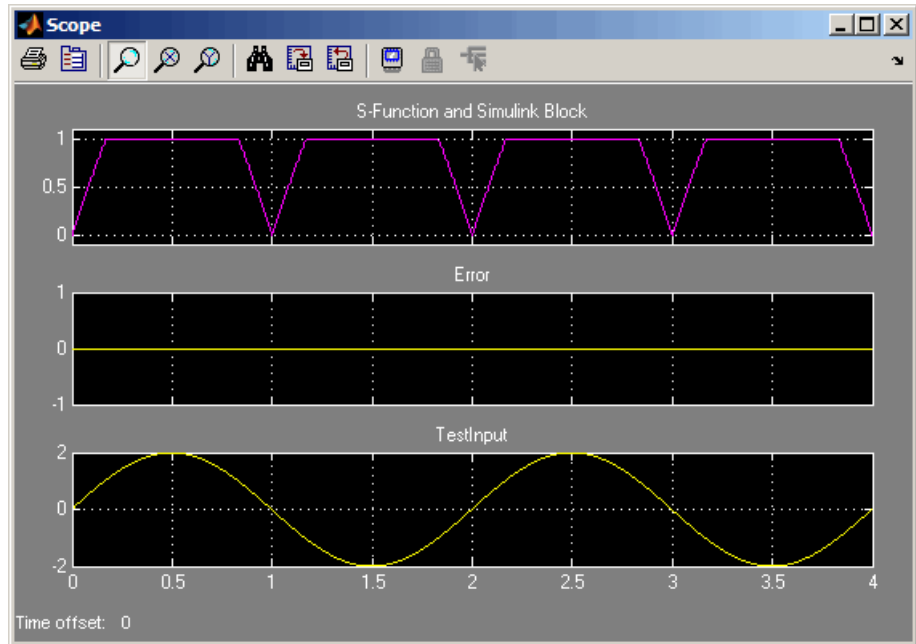 Scope
S-Function and Simulink Block
1
0.5
0
Error
1
0
-1
TestInput
2
0
-2
0 0.5 1 1.5 2 2.5 3 3.5 4
Time offset: 0